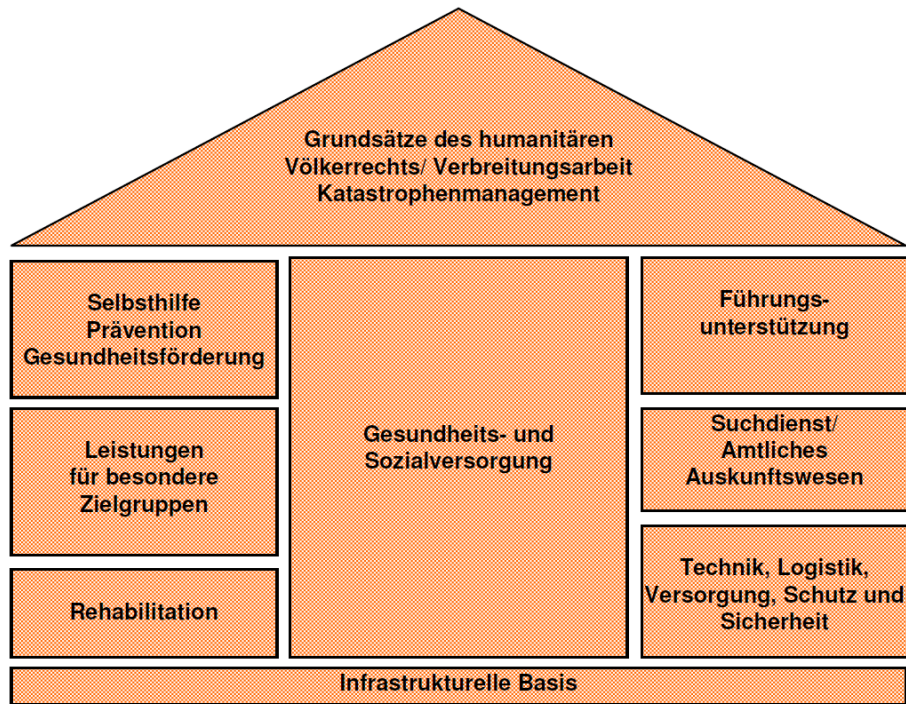 Grundsätze des humanitären
Völkerrechts/ Verbreitungsarbeit
Katastrophenmanagement
Selbsthilfe
Prävention
Gesundheitsförderung
Leistungen
für besondere
Zielgruppen
Rehabilitation
Gesundheits- und
Sozialversorgung
Führungs-
unterstützung
Suchdienst/
Amtliches
Auskunftswesen
Technik, Logistik,
Versorgung, Schutz und
Sicherheit
Infrastrukturelle Basis